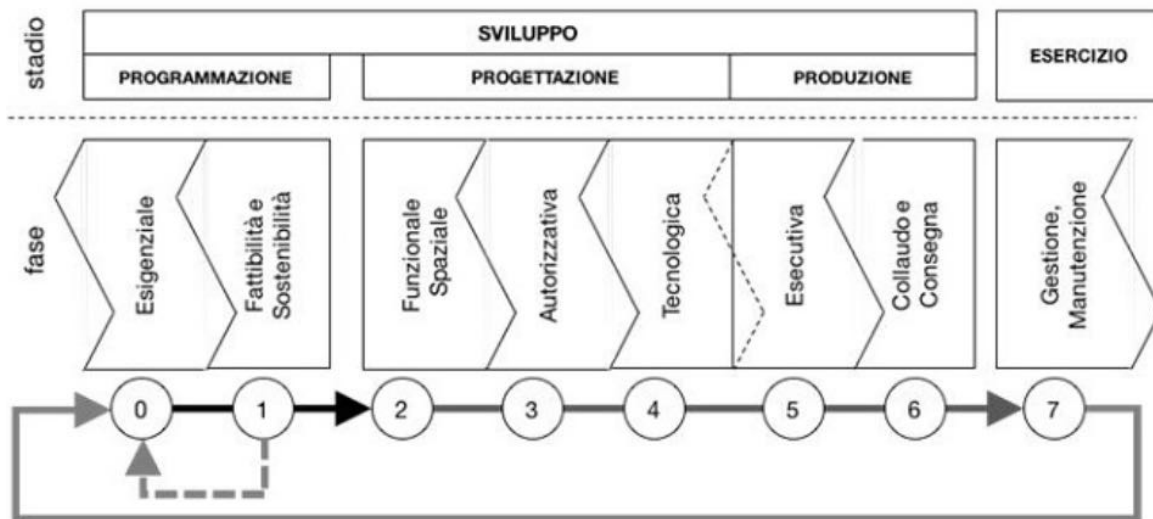 stadio
SVILUPPO
PROGRAMMAZIONE
PROGETTAZIONE
PRODUZIONE
ESERCIZIO
fase
Esigenziale
Fattibilità e
Sostenibilità
Funzionale
Spaziale
Autorizzativa
Tecnologica
Esecutiva
Collaudo e
Consegna
Gestione,
Manutenzione
0
1
2
3
4
5
6
7